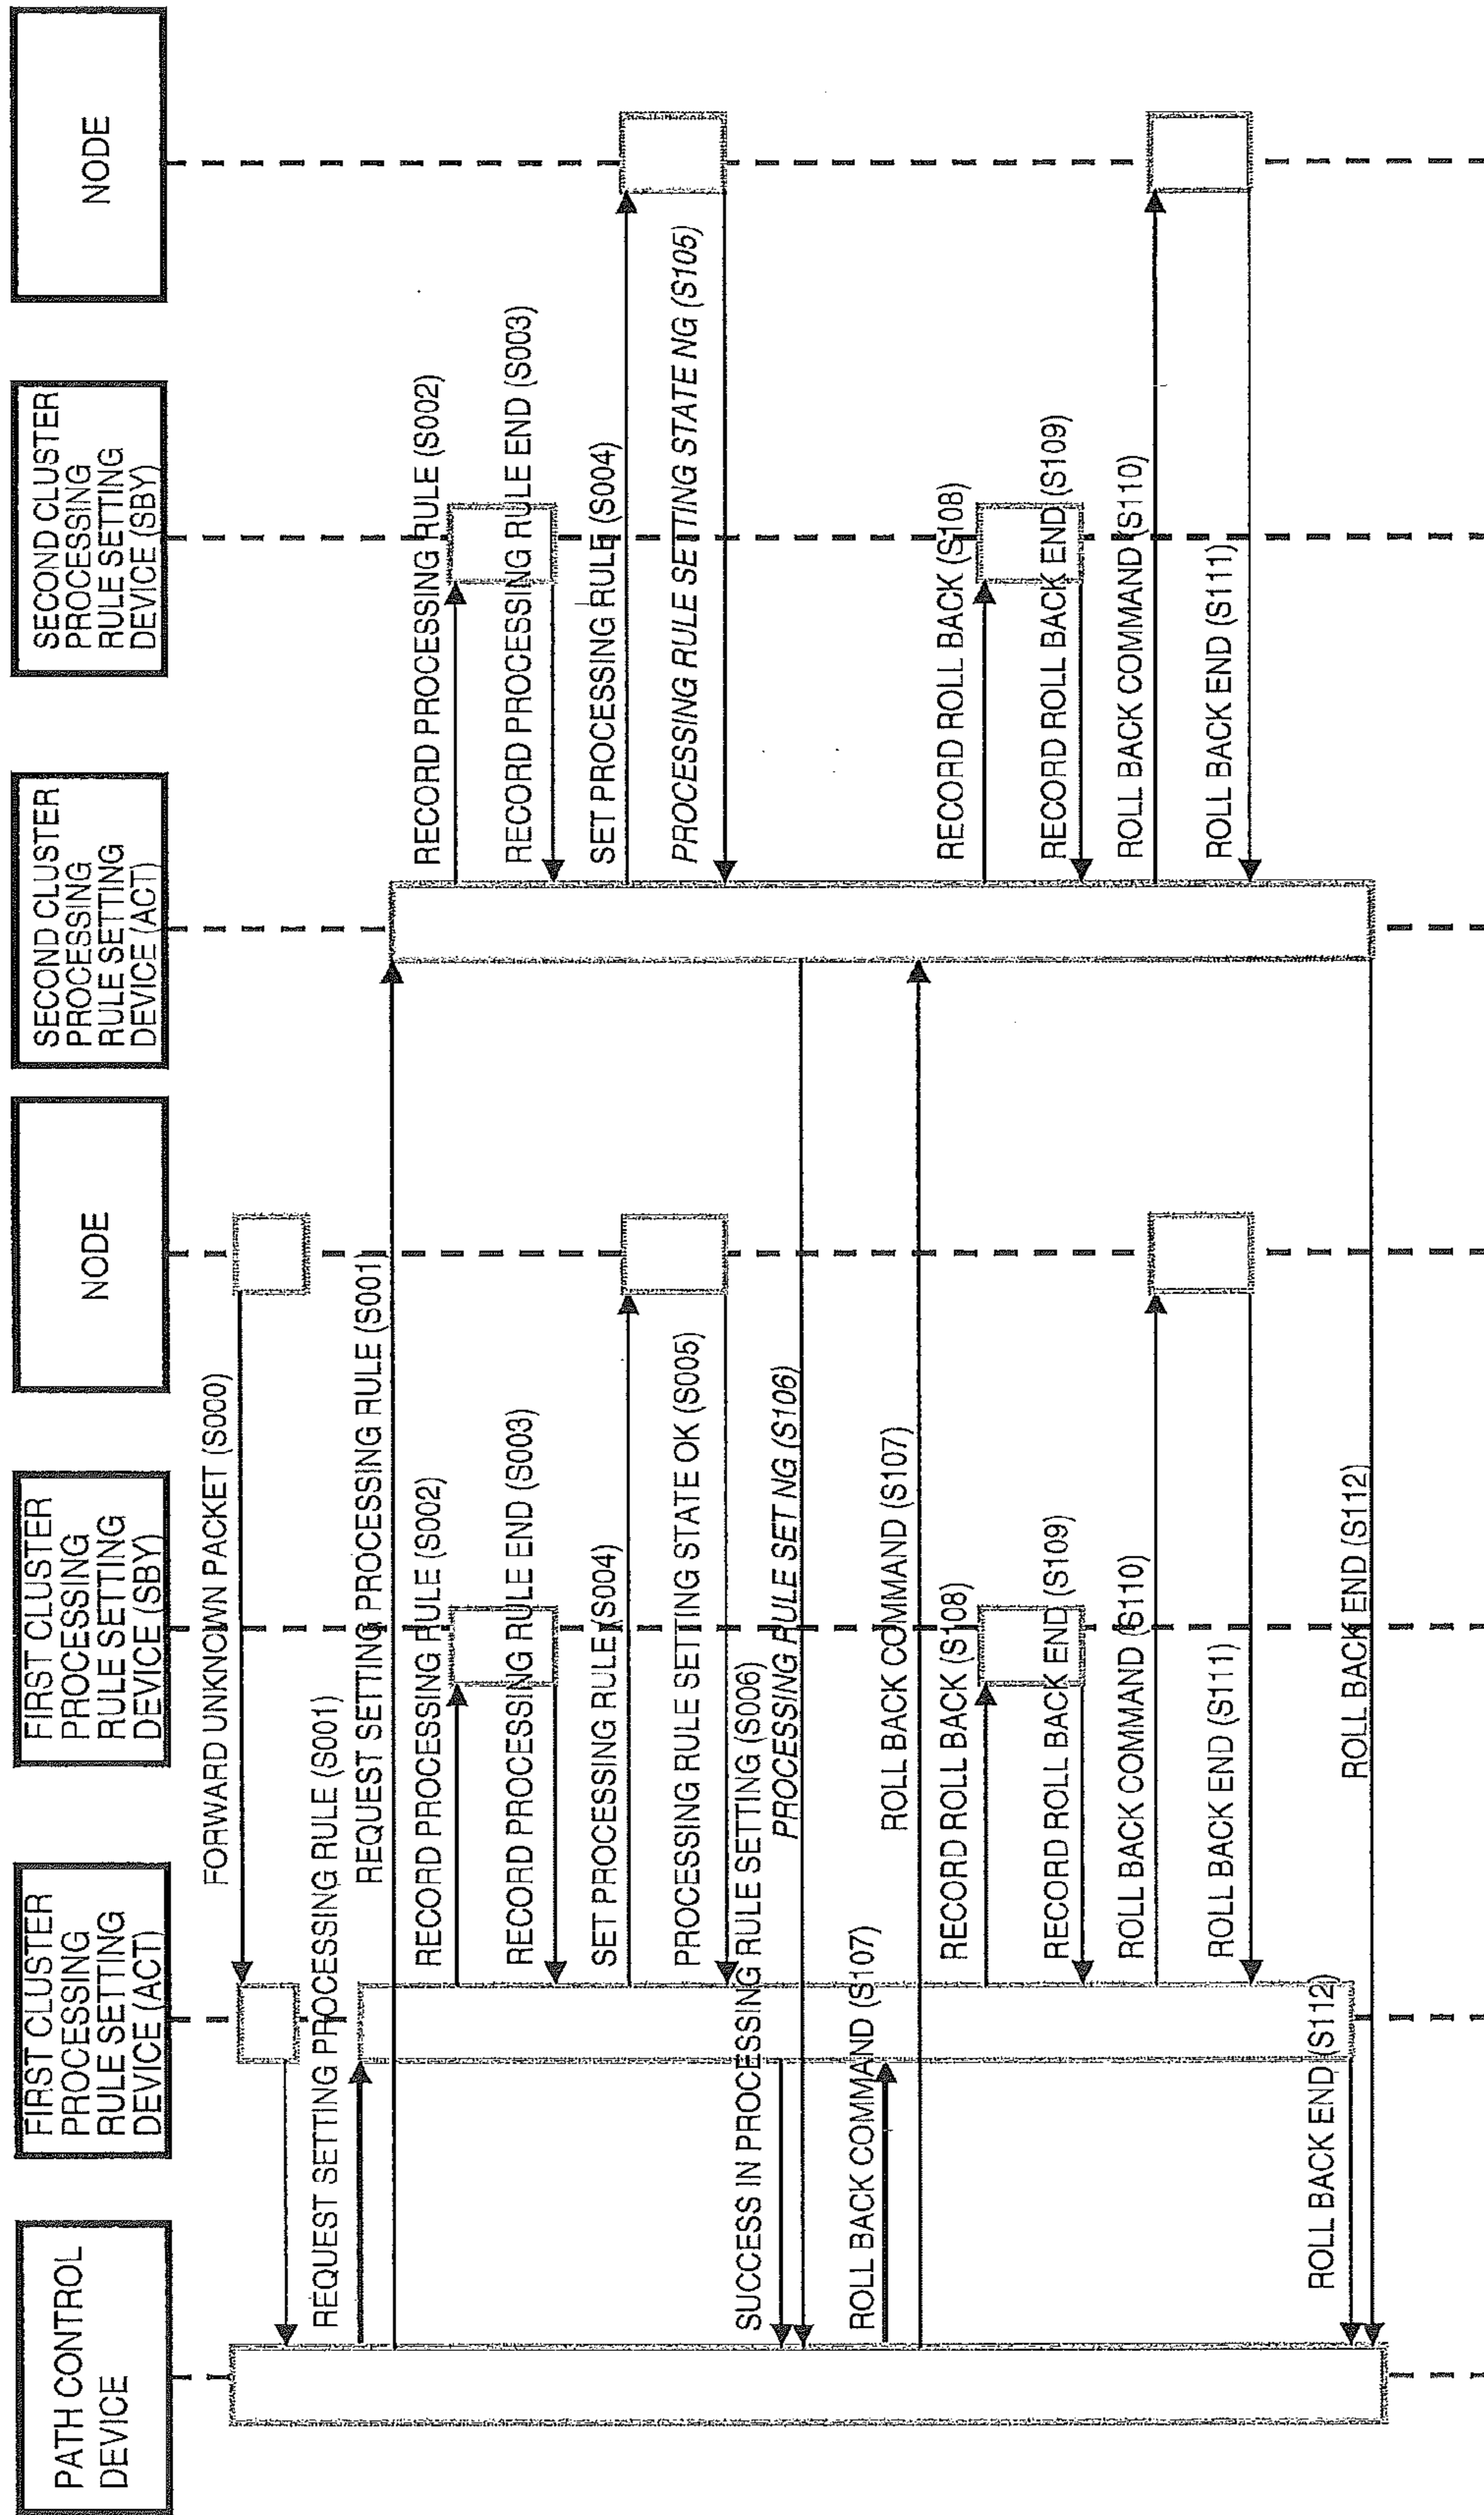 PATH CONTROL
DEVICE
FIRST CLUSTER
PROCESSING
RULE SETTING
DEVICE (ACT)
FIRST CLUSTER
PROCESSING
RULE SETTING
DEVICE (SBY)
NODE
SECOND CLUSTER
PROCESSING
RULE SETTING
DEVICE (ACT)
SECOND CLUSTER
PROCESSING
RULE SETTING
DEVICE (SBY)
NODE
FORWARD UNKNOWN PACKET (S000)
REQUEST SETTING PROCESSING RULE (S001)
REQUEST SETTING PROCESSING RULE (S001)
RECORD PROCESSING RULE (S002)
RECORD PROCESSING RULE (S002)
RECORD PROCESSING RULE END (S003)
RECORD PROCESSING RULE END (S003)
SET PROCESSING RULE (S004)
SET PROCESSING RULE (S004)
PROCESSING RULE SETTING STATE OK (S005)
PROCESSING RULE SETTING STATE NG (S105)
SUCCESS IN PROCESSING RULE SETTING (S006)
PROCESSING RULE SET NG (S106)
ROLL BACK COMMAND (S107)
ROLL BACK COMMAND (S107)
RECORD ROLL BACK (S108)
RECORD ROLL BACK (S108)
RECORD ROLL BACK END (S109)
RECORD ROLL BACK END (S109)
ROLL BACK COMMAND (S110)
ROLL BACK COMMAND (S110)
ROLL BACK END (S111)
ROLL BACK END (S111)
ROLL BACK END (S112)
ROLL BACK END (S112)